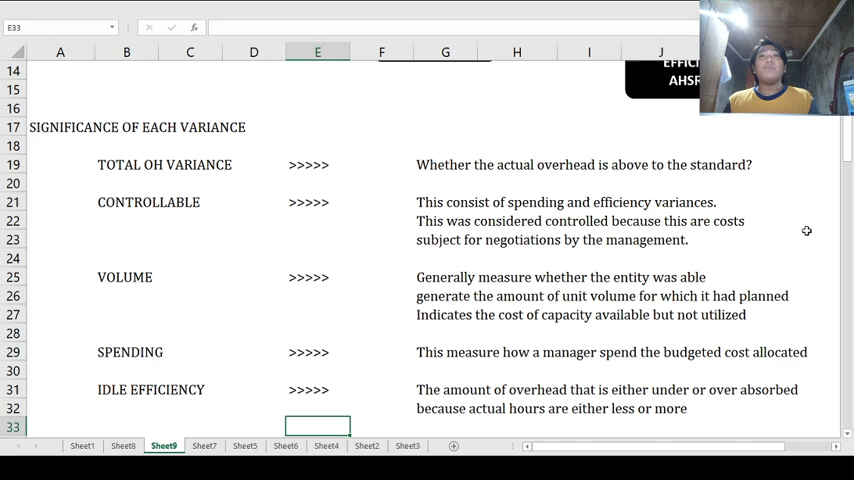 E33
fx
A B C D E F G H I J
14
EFFICI
15
AHSR
16
17 SIGNIFICANCE OF EACH VARIANCE
18
19 TOTAL OH VARIANCE >>>>> Whether the actual overhead is above to the standard?
20
21 CONTROLLABLE >>>>> This consist of spending and efficiency variances.
22 This was considered controlled because this are costs
23 subject for negotiations by the management.
24
25 VOLUME >>>>> Generally measure whether the entity was able
26 generate the amount of unit volume for which it had planned
27 Indicates the cost of capacity available but not utilized
28
29 SPENDING >>>>> This measure how a manager spend the budgeted cost allocated
30
31 IDLE EFFICIENCY >>>>> The amount of overhead that is either under or over absorbed
32 because actual hours are either less or more
33
Sheet1 Sheet8 Sheet9 Sheet7 Sheet5 Sheet6 Sheet4 Sheet2 Sheet3